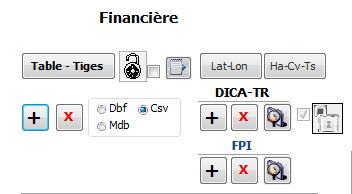 Financière
Table - Tiges
Lat-Lon
Ha-Cv-Ts
DICA-TR
+
x
Dbf
Csv
Mdb
+
x
FPI
+
x